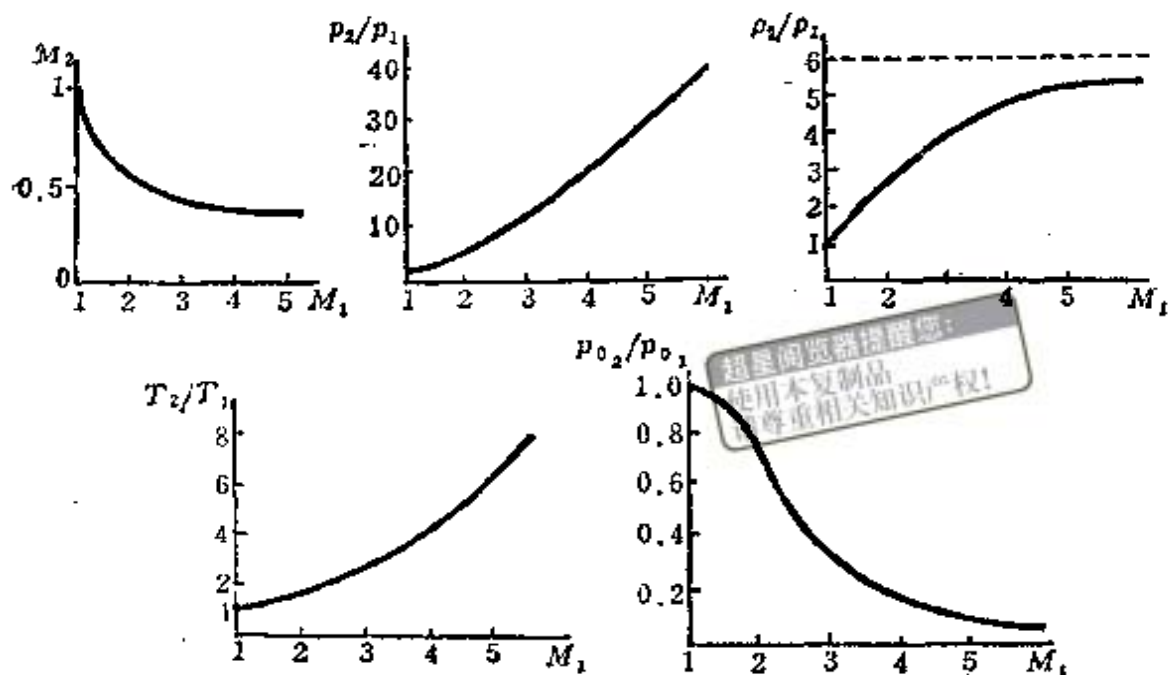 M₂
1
0.5
0
1 2 3 4 5 M₁
p₂/p₁
40
30
20
10
1 2 3 4 5 M₁
ρ₂/ρ₁
6
5
4
3
2
1
1 2 4 5 M₁
T₂/T₁
8
6
4
2
1
1 2 3 4 5 M₁
p₀₂/p₀₁
1.0
0.8
0.6
0.4
0.2
1 2 3 4 5 M₁
超星阅览器提醒您:
使用本复制品
请尊重相关知识产权!